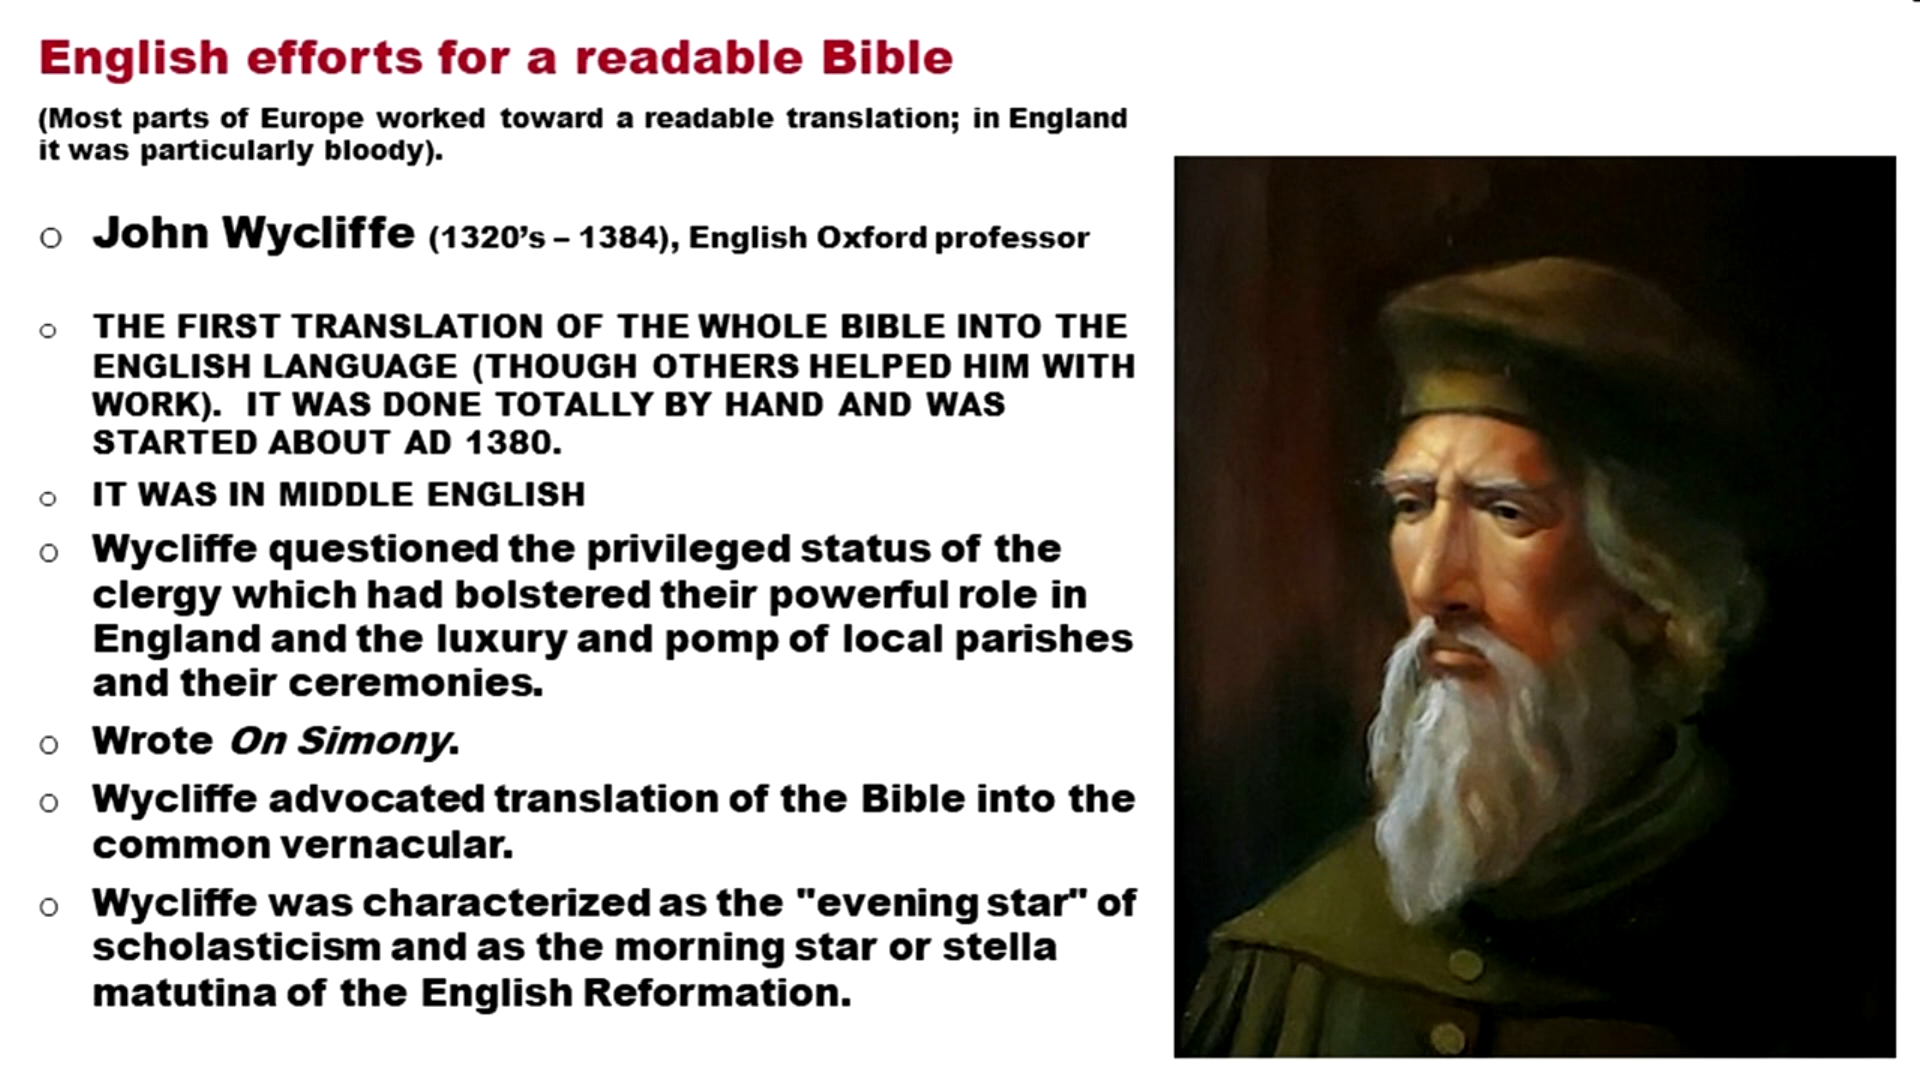 English efforts for a readable Bible
(Most parts of Europe worked toward a readable translation; in England
it was particularly bloody).
○ John Wycliffe (1320’s – 1384), English Oxford professor
○ THE FIRST TRANSLATION OF THE WHOLE BIBLE INTO THE
ENGLISH LANGUAGE (THOUGH OTHERS HELPED HIM WITH
WORK). IT WAS DONE TOTALLY BY HAND AND WAS
STARTED ABOUT AD 1380.
○ IT WAS IN MIDDLE ENGLISH
○ Wycliffe questioned the privileged status of the
clergy which had bolstered their powerful role in
England and the luxury and pomp of local parishes
and their ceremonies.
○ Wrote On Simony.
○ Wycliffe advocated translation of the Bible into the
common vernacular.
○ Wycliffe was characterized as the "evening star" of
scholasticism and as the morning star or stella
matutina of the English Reformation.